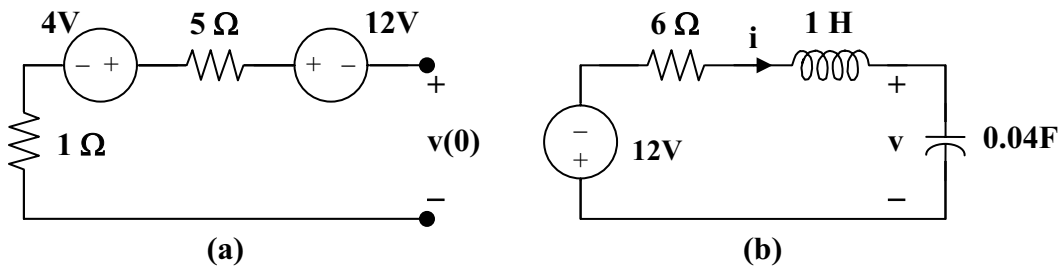 4V 5 Ω 12V
− + + −
+
1 Ω v(0)
−
(a)
6 Ω 1 H
i
+
−
+ 12V v 0.04F
−
(b)